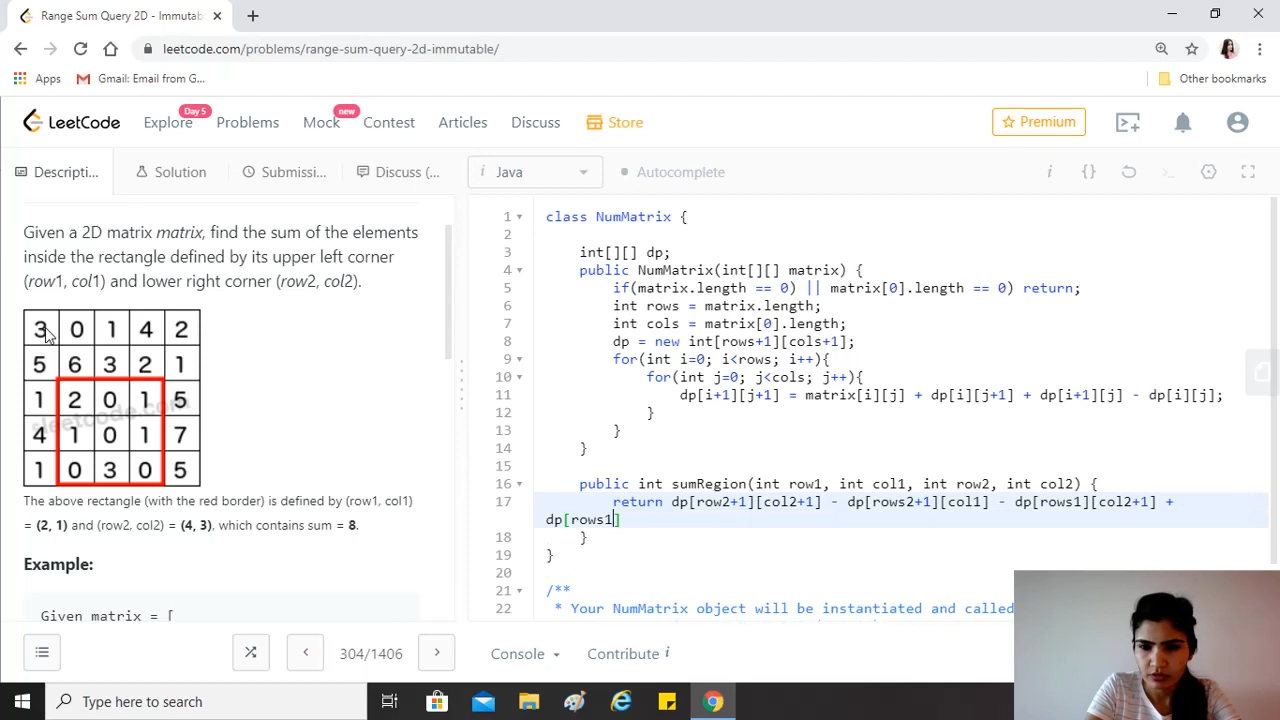 Range Sum Query 2D - Immutab
leetcode.com/problems/range-sum-query-2d-immutable/
Apps
Gmail: Email from G...
Other bookmarks
LeetCode
Explore
Day 5
Problems
Mock
new
Contest
Articles
Discuss
Store
Premium
Descripti...
Solution
Submissi...
Discuss (...
i Java
Autocomplete
Given a 2D matrix matrix, find the sum of the elements
inside the rectangle defined by its upper left corner
(row1, col1) and lower right corner (row2, col2).
3 0 1 4 2
5 6 3 2 1
1 2 0 1 5
4 1 0 1 7
1 0 3 0 5
The above rectangle (with the red border) is defined by (row1, col1)
= (2, 1) and (row2, col2) = (4, 3), which contains sum = 8.
Example:
Given matrix = [
1 class NumMatrix {
2
3 int[][] dp;
4 public NumMatrix(int[][] matrix) {
5 if(matrix.length == 0) || matrix[0].length == 0) return;
6 int rows = matrix.length;
7 int cols = matrix[0].length;
8 dp = new int[rows+1][cols+1];
9 for(int i=0; i<rows; i++){
10 for(int j=0; j<cols; j++){
11 dp[i+1][j+1] = matrix[i][j] + dp[i][j+1] + dp[i+1][j] - dp[i][j];
12 }
13 }
14 }
15
16 public int sumRegion(int row1, int col1, int row2, int col2) {
17 return dp[row2+1][col2+1] - dp[rows2+1][col1] - dp[rows1][col2+1] +
dp[rows1]
18 }
19 }
20
21 /**
22 * Your NumMatrix object will be instantiated and called
304/1406
Console
Contribute i
Type here to search